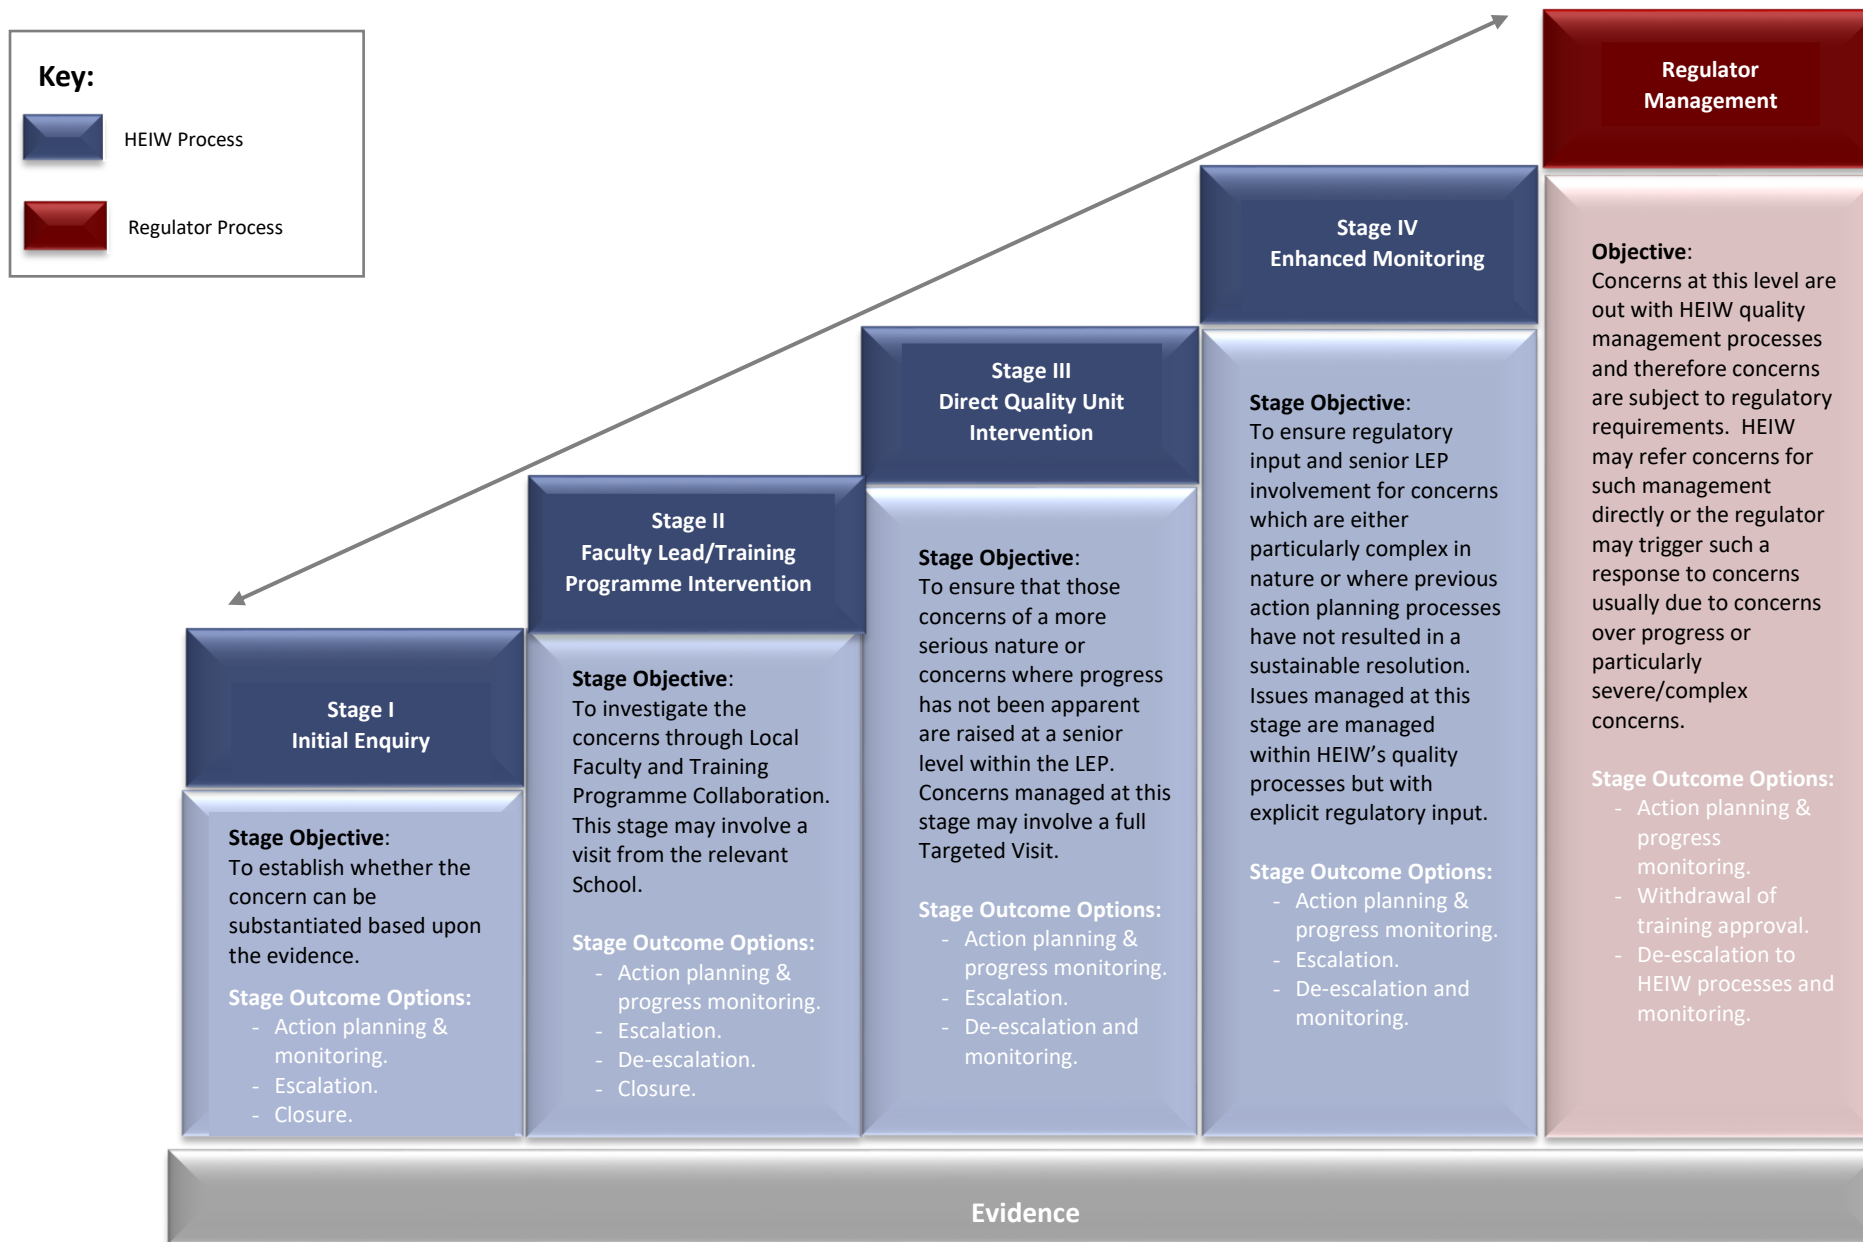 Key:
HEIW Process
Regulator Process
Stage I
Initial Enquiry
Stage Objective:
To establish whether the
concern can be
substantiated based upon
the evidence.
Stage Outcome Options:
- Action planning &
monitoring.
- Escalation.
- Closure.
Stage II
Faculty Lead/Training
Programme Intervention
Stage Objective:
To investigate the
concerns through Local
Faculty and Training
Programme Collaboration.
This stage may involve a
visit from the relevant
School.
Stage Outcome Options:
- Action planning &
progress monitoring.
- Escalation.
- De-escalation.
- Closure.
Stage III
Direct Quality Unit
Intervention
Stage Objective:
To ensure that those
concerns of a more
serious nature or
concerns where progress
has not been apparent
are raised at a senior
level within the LEP.
Concerns managed at this
stage may involve a full
Targeted Visit.
Stage Outcome Options:
- Action planning &
progress monitoring.
- Escalation.
- De-escalation and
monitoring.
Stage IV
Enhanced Monitoring
Stage Objective:
To ensure regulatory
input and senior LEP
involvement for concerns
which are either
particularly complex in
nature or where previous
action planning processes
have not resulted in a
sustainable resolution.
Issues managed at this
stage are managed
within HEIW’s quality
processes but with
explicit regulatory input.
Stage Outcome Options:
- Action planning &
progress monitoring.
- Escalation.
- De-escalation and
monitoring.
Regulator
Management
Objective:
Concerns at this level are
out with HEIW quality
management processes
and therefore concerns
are subject to regulatory
requirements. HEIW
may refer concerns for
such management
directly or the regulator
may trigger such a
response to concerns
usually due to concerns
over progress or
particularly
severe/complex
concerns.
Stage Outcome Options:
- Action planning &
progress
monitoring.
- Withdrawal of
training approval.
- De-escalation to
HEIW processes and
monitoring.
Evidence